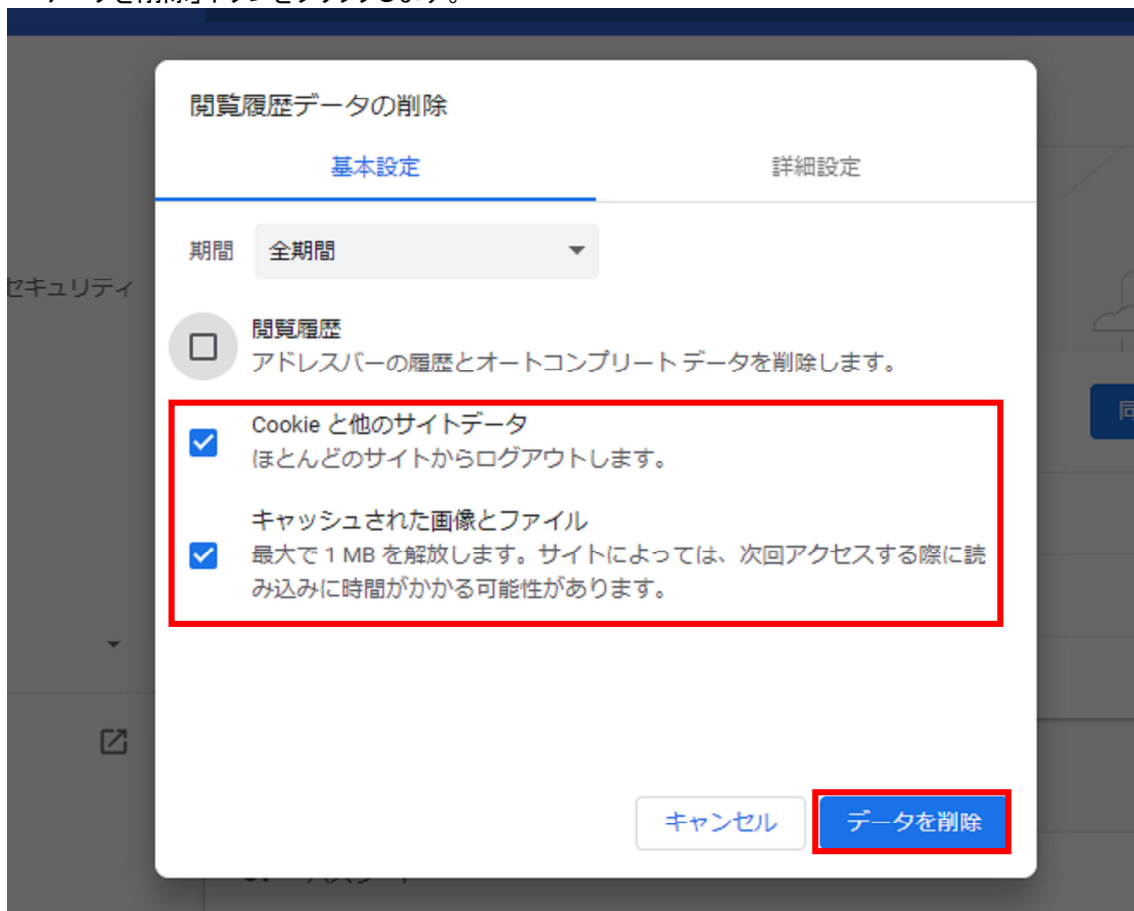 閲覧履歴データの削除
基本設定
詳細設定
期間 全期間
セキュリティ
閲覧履歴
アドレスバーの履歴とオートコンプリート データを削除します。
Cookie と他のサイトデータ
ほとんどのサイトからログアウトします。
キャッシュされた画像とファイル
最大で 1 MB を解放します。サイトによっては、次回アクセスする際に読
み込みに時間がかかる可能性があります。
キャンセル
データを削除